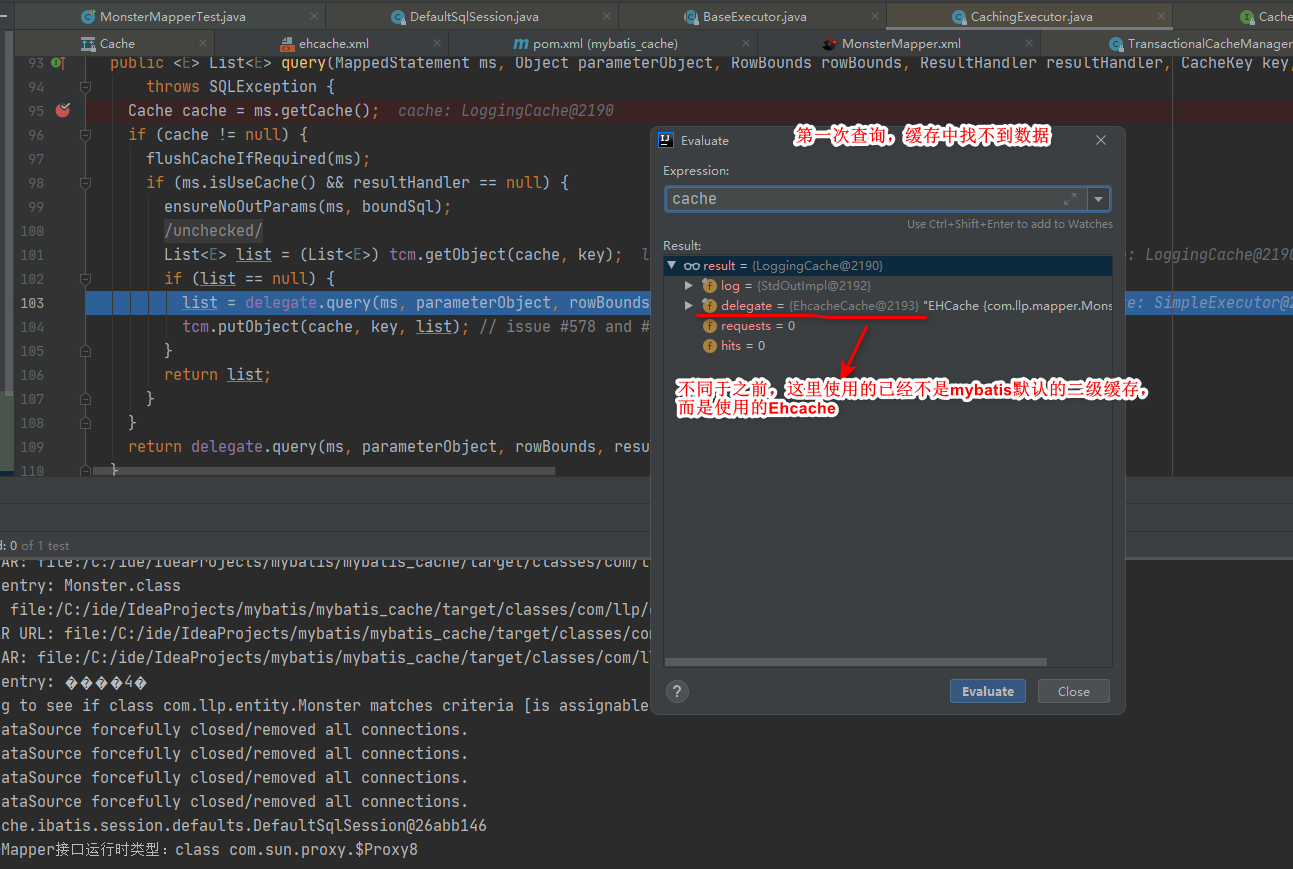 MonsterMapperTest.java
DefaultSqlSession.java
BaseExecutor.java
CachingExecutor.java
Cache
Cache
ehcache.xml
pom.xml (mybatis_cache)
MonsterMapper.xml
TransactionalCacheManager
93 public <E> List<E> query(MappedStatement ms, Object parameterObject, RowBounds rowBounds, ResultHandler resultHandler, CacheKey key,
94 throws SQLException {
95 Cache cache = ms.getCache(); cache: LoggingCache@2190
96 if (cache != null) {
97 flushCacheIfRequired(ms);
98 if (ms.isUseCache() && resultHandler == null) {
99 ensureNoOutParams(ms, boundSql);
100 /unchecked/
101 List<E> list = (List<E>) tcm.getObject(cache, key); : LoggingCache@2190
102 if (list == null) {
103 list = delegate.query(ms, parameterObject, rowBounds : SimpleExecutor@2
104 tcm.putObject(cache, key, list); // issue #578 and #
105 }
106 return list;
107 }
108 }
109 return delegate.query(ms, parameterObject, rowBounds, resu
110 }
Evaluate
第一次查询，缓存中找不到数据
Expression:
cache
Use Ctrl+Shift+Enter to add to Watches
Result:
result = {LoggingCache@2190}
log = {StdOutImpl@2192}
delegate = {EhcacheCache@2193} "EHCache {com.llp.mapper.Mons
requests = 0
hits = 0
不同于之前，这里使用的已经不是mybatis默认的二级缓存，
而是使用的Ehcache
? Evaluate Close
d: 0 of 1 test
AR: file:/C:/ide/IdeaProjects/mybatis/mybatis_cache/target/classes/com/l
entry: Monster.class
file:/C:/ide/IdeaProjects/mybatis/mybatis_cache/target/classes/com/llp/
R URL: file:/C:/ide/IdeaProjects/mybatis/mybatis_cache/target/classes/co
AR: file:/C:/ide/IdeaProjects/mybatis/mybatis_cache/target/classes/com/l
entry: ����4�
g to see if class com.llp.entity.Monster matches criteria [is assignable
ataSource forcefully closed/removed all connections.
ataSource forcefully closed/removed all connections.
ataSource forcefully closed/removed all connections.
ataSource forcefully closed/removed all connections.
che.ibatis.session.defaults.DefaultSqlSession@26abb146
Mapper接口运行时类型：class com.sun.proxy.$Proxy8